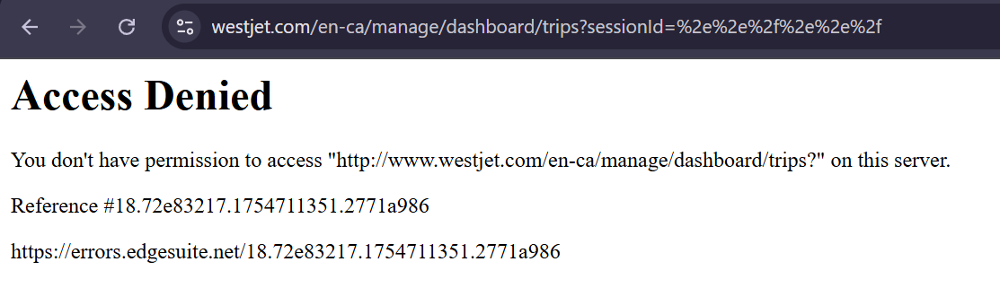 westjet.com/en-ca/manage/dashboard/trips?sessionId=%2e%2e%2f%2e%2e%2f
Access Denied
You don't have permission to access "http://www.westjet.com/en-ca/manage/dashboard/trips?" on this server.
Reference #18.72e83217.1754711351.2771a986
https://errors.edgesuite.net/18.72e83217.1754711351.2771a986